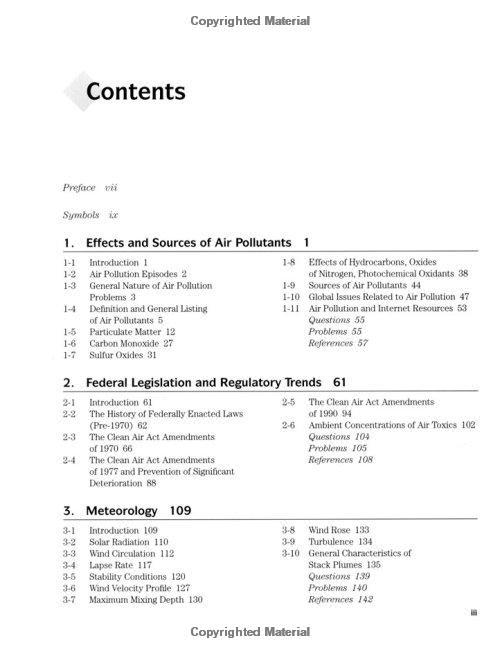 Copyrighted Material
Contents
Preface vii
Symbols ix
1. Effects and Sources of Air Pollutants 1
1-1 Introduction 1
1-2 Air Pollution Episodes 2
1-3 General Nature of Air Pollution
Problems 3
1-4 Definition and General Listing
of Air Pollutants 5
1-5 Particulate Matter 12
1-6 Carbon Monoxide 27
1-7 Sulfur Oxides 31
1-8 Effects of Hydrocarbons, Oxides
of Nitrogen, Photochemical Oxidants 38
1-9 Sources of Air Pollutants 44
1-10 Global Issues Related to Air Pollution 47
1-11 Air Pollution and Internet Resources 53
Questions 55
Problems 55
References 57
2. Federal Legislation and Regulatory Trends 61
2-1 Introduction 61
2-2 The History of Federally Enacted Laws
(Pre-1970) 62
2-3 The Clean Air Act Amendments
of 1970 66
2-4 The Clean Air Act Amendments
of 1977 and Prevention of Significant
Deterioration 88
2-5 The Clean Air Act Amendments
of 1990 94
2-6 Ambient Concentrations of Air Toxics 102
Questions 104
Problems 105
References 108
3. Meteorology 109
3-1 Introduction 109
3-2 Solar Radiation 110
3-3 Wind Circulation 112
3-4 Lapse Rate 117
3-5 Stability Conditions 120
3-6 Wind Velocity Profile 127
3-7 Maximum Mixing Depth 130
3-8 Wind Rose 133
3-9 Turbulence 134
3-10 General Characteristics of
Stack Plumes 135
Questions 139
Problems 140
References 142
iii
Copyrighted Material